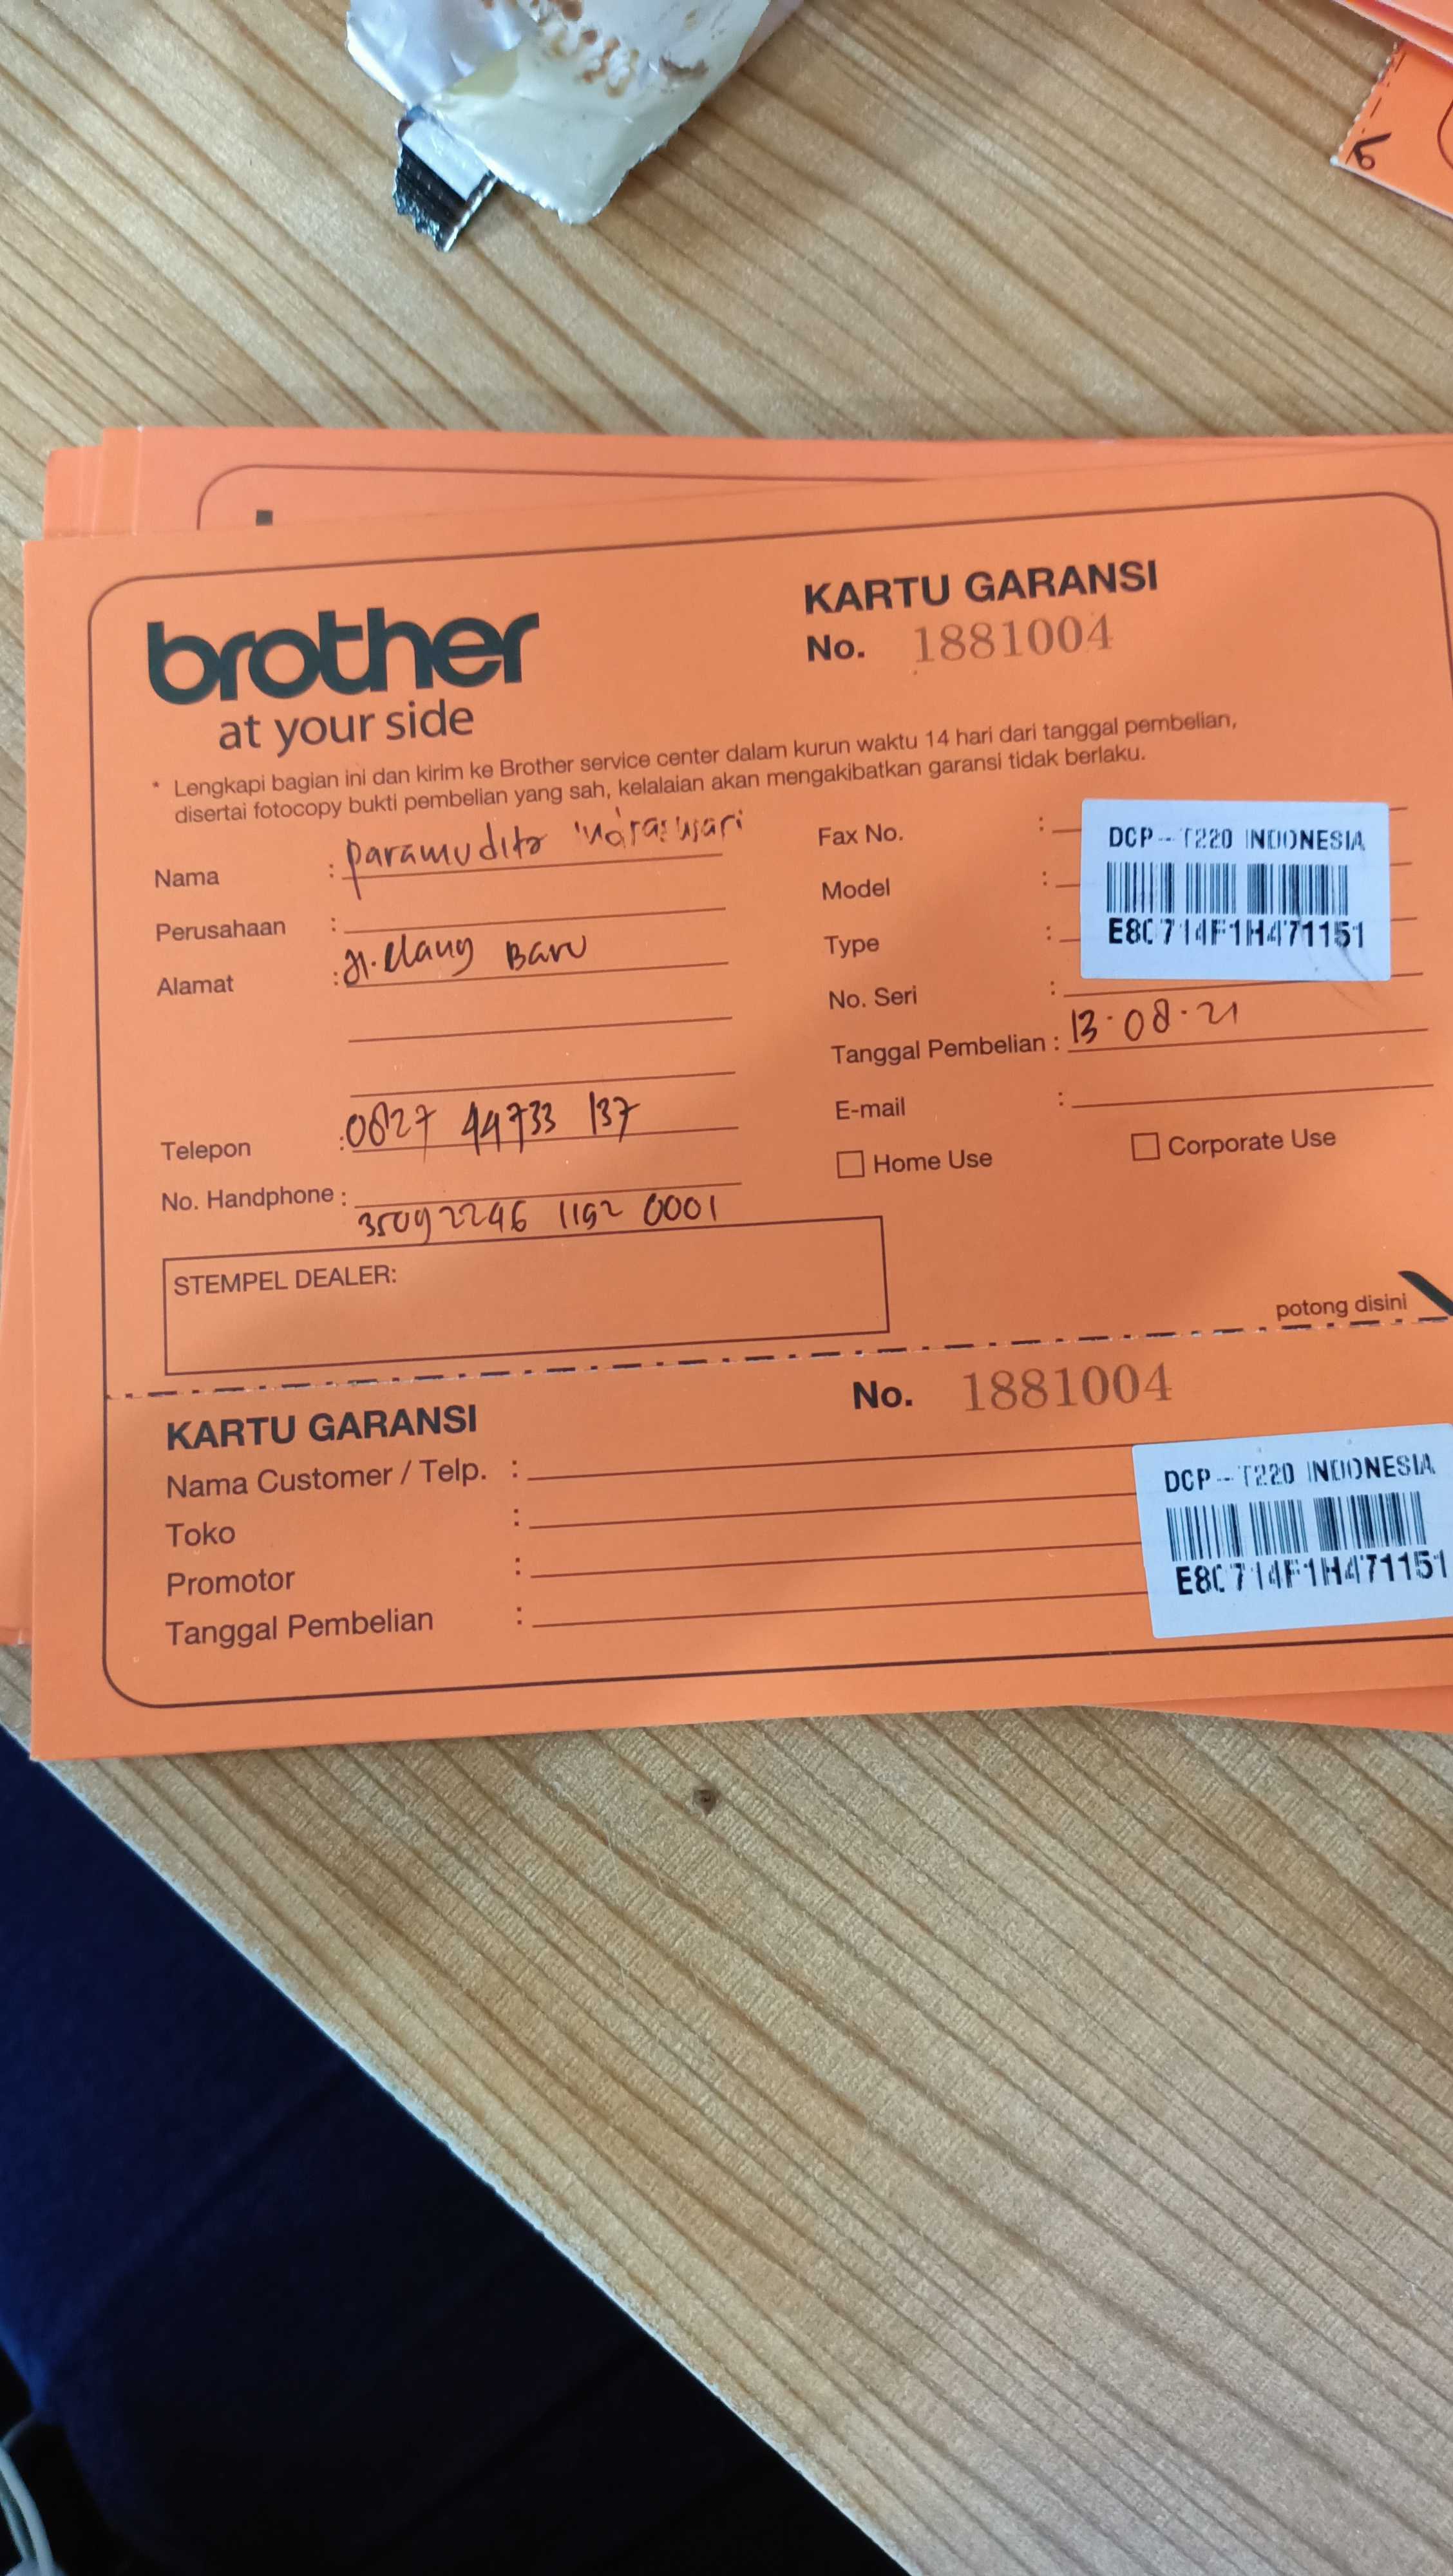 brother
at your side
KARTU GARANSI
No. 1881004
* Lengkapi bagian ini dan kirim ke Brother service center dalam kurun waktu 14 hari dari tanggal pembelian,
disertai fotocopy bukti pembelian yang sah, kelalaian akan mengakibatkan garansi tidak berlaku.
Nama : paramudita
Perusahaan :
Alamat : Jl. Elang Baru
Telepon : 0827 44733 137
No. Handphone :
35092246 1192 0001
STEMPEL DEALER:
Fax No. :
Model :
Type :
No. Seri :
DCP-T220 INDONESIA
E80714F1H471151
Tanggal Pembelian : 13·08·21
E-mail :
Home Use
Corporate Use
potong disini
KARTU GARANSI
No. 1881004
Nama Customer / Telp. :
Toko :
Promotor :
Tanggal Pembelian :
DCP-T220 INDONESIA
E80714F1H471151